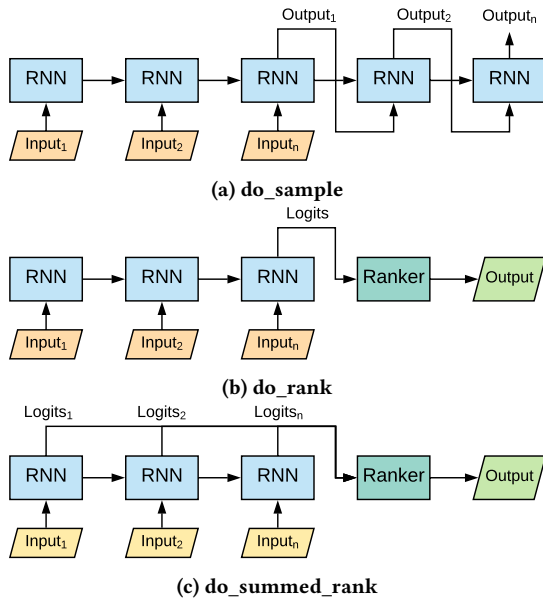 Output₁ Output₂ Outputₙ
RNN RNN RNN RNN RNN
Input₁ Input₂ Inputₙ
(a) do_sample
Logits
RNN RNN RNN Ranker Output
Input₁ Input₂ Inputₙ
(b) do_rank
Logits₁ Logits₂ Logitsₙ
RNN RNN RNN Ranker Output
Input₁ Input₂ Inputₙ
(c) do_summed_rank